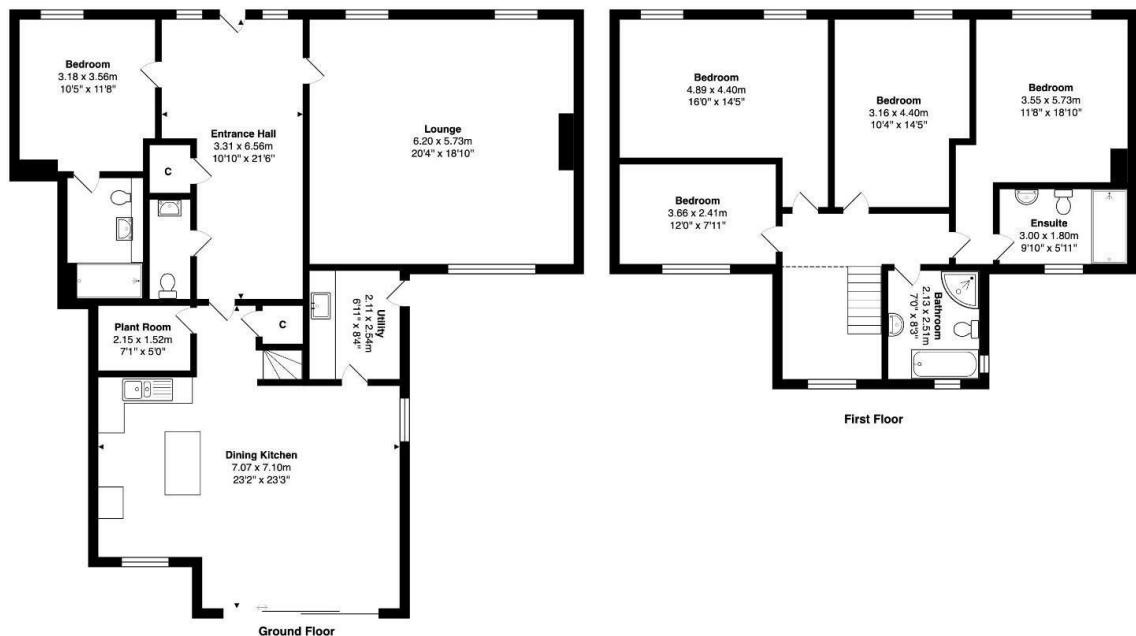 Bedroom
3.18 x 3.56m
10'5" x 11'8"
Entrance Hall
3.31 x 6.56m
10'10" x 21'6"
C
Lounge
6.20 x 5.73m
20'4" x 18'10"
Plant Room
2.15 x 1.52m
7'1" x 5'0"
C
Utility
2.11 x 2.54m
6'11" x 8'4"
Dining Kitchen
7.07 x 7.10m
23'2" x 23'3"
Ground Floor
Bedroom
4.89 x 4.40m
16'0" x 14'5"
Bedroom
3.16 x 4.40m
10'4" x 14'5"
Bedroom
3.55 x 5.73m
11'8" x 18'10"
Bedroom
3.66 x 2.41m
12'0" x 7'11"
Ensuite
3.00 x 1.80m
9'10" x 5'11"
Bathroom
2.13 x 2.51m
7'0" x 8'3"
First Floor